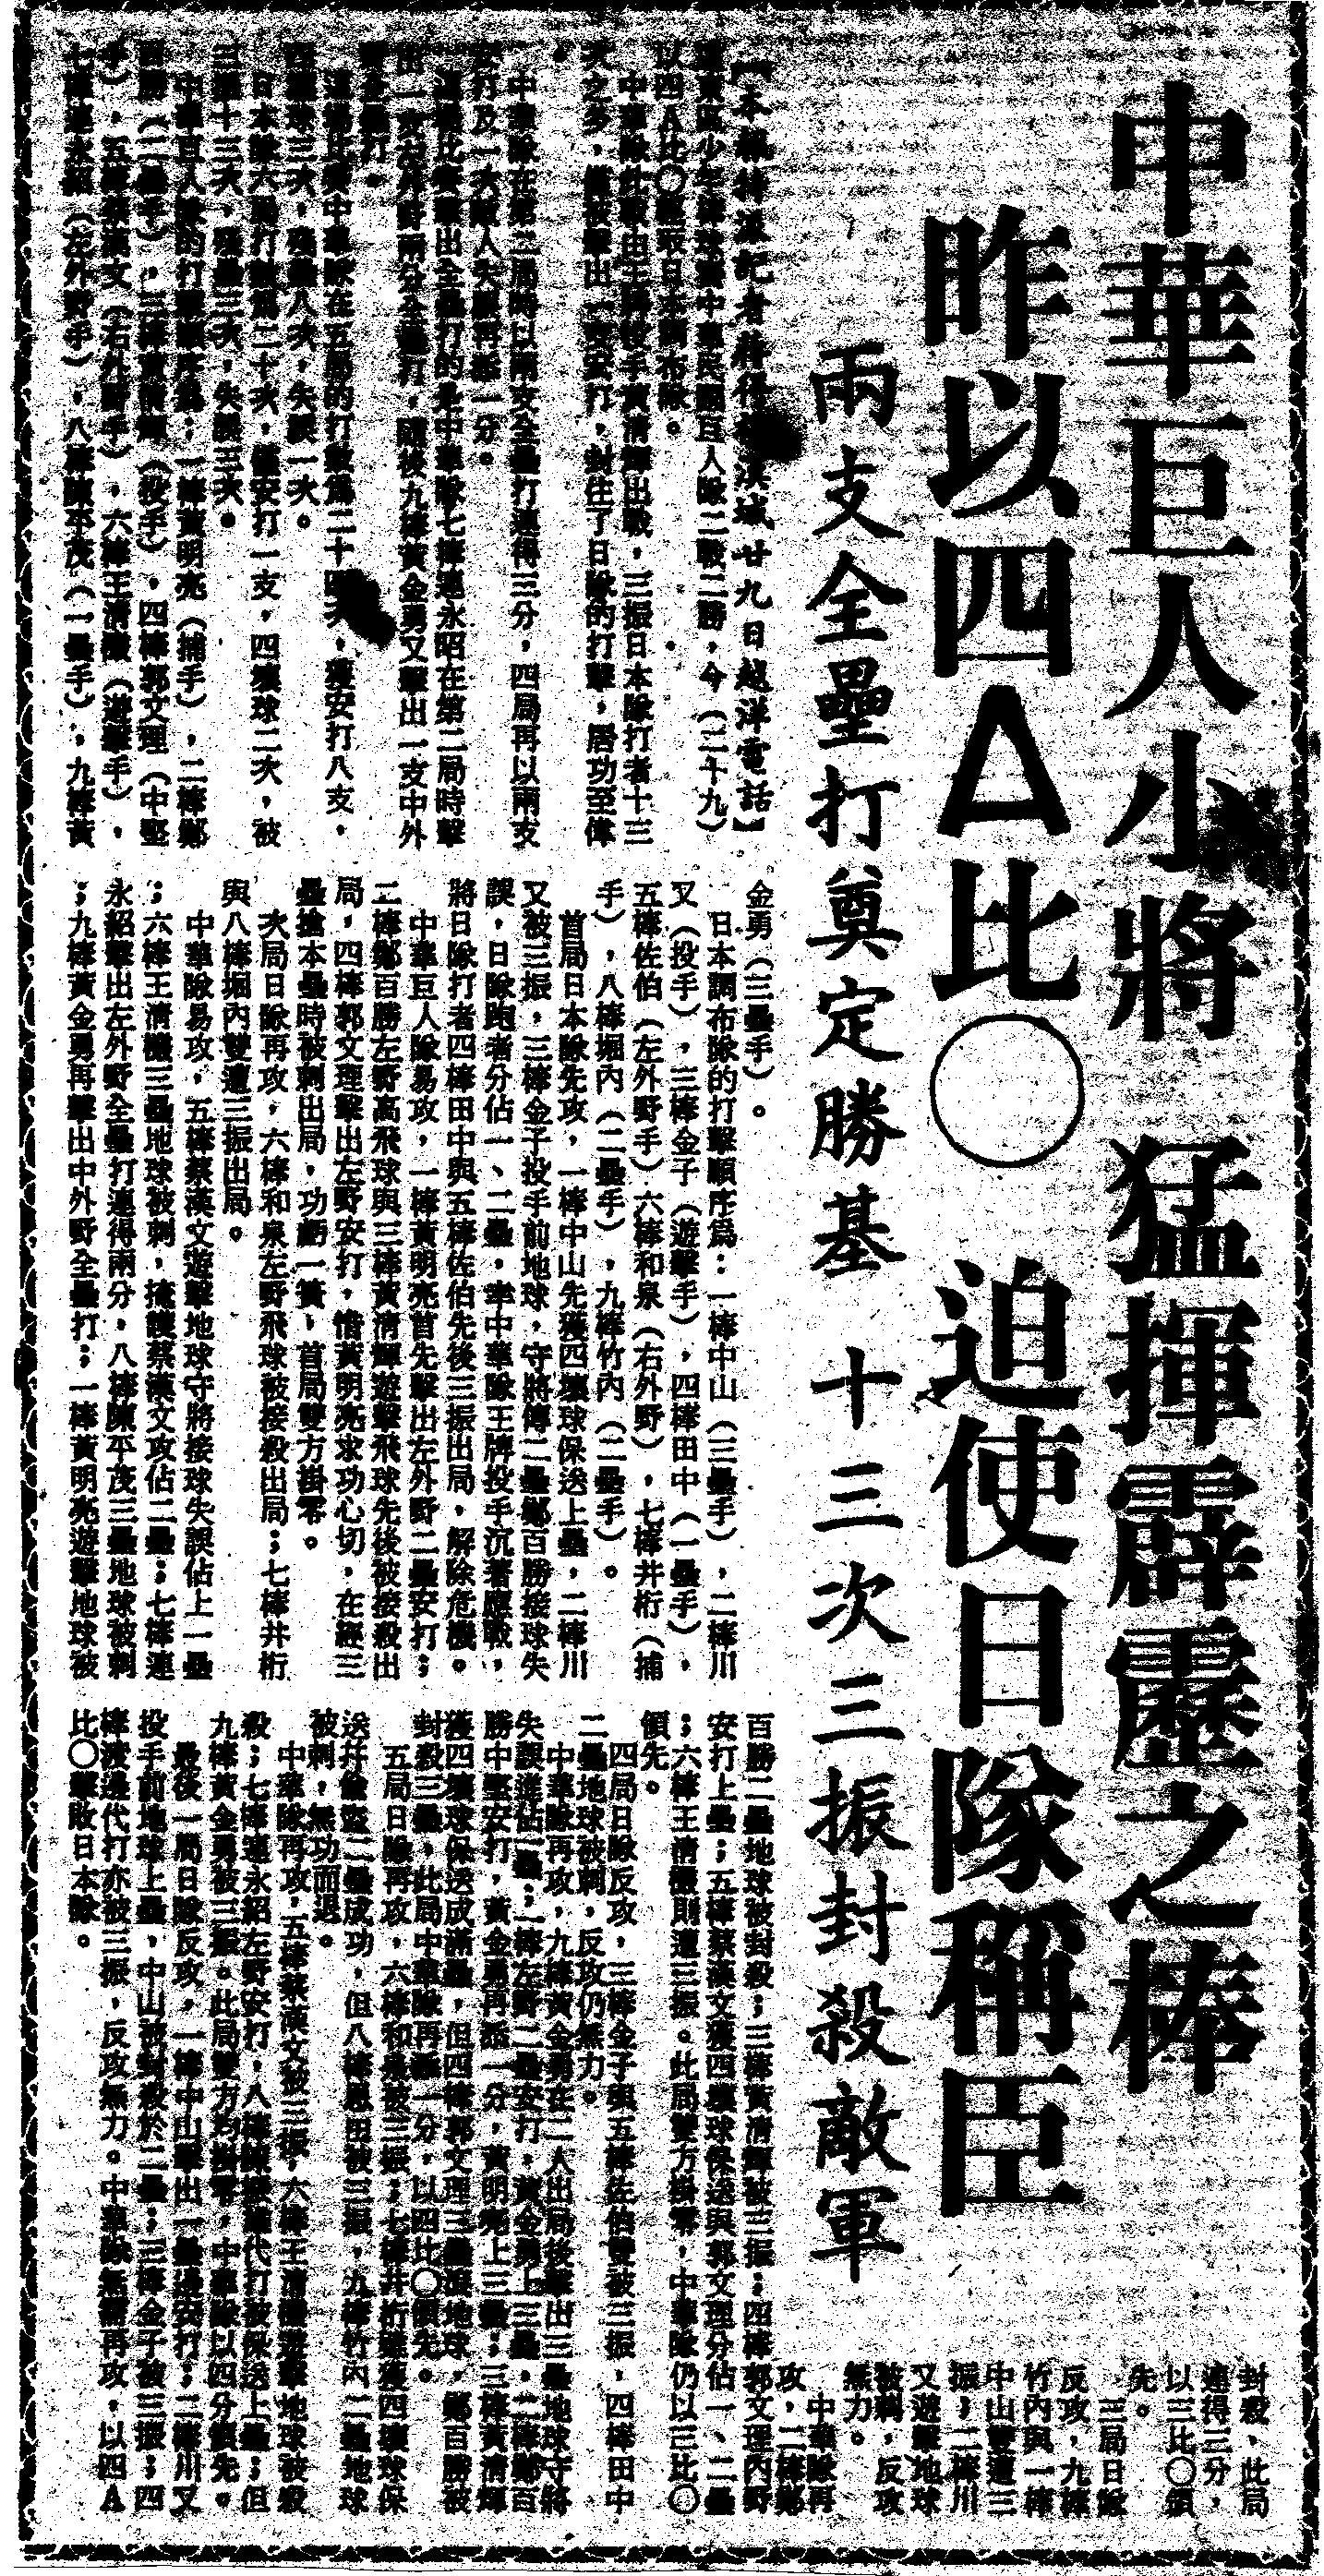 中華巨人小將　猛揮霹靂之棒
昨以四A比〇　迫使日隊稱臣
兩支全壘打奠定勝基　十三次三振封殺敵軍
【本報特派記者蔣 漢城廿九日越洋電話】
東區少年棒球賽中華民國巨人隊二戰二勝，今（二十九）
以四A比〇擊敗日本調布隊。
中華隊此戰由王牌投手黃清輝出戰，三振日本隊打者十三
次之多，僅被擊出一支安打，封住了日隊的打擊，居功至偉
。
中華隊在第二局時以兩支全壘打連得三分，四局再以兩支
安打及一次敵人失誤再添一分。
這場比賽擊出全壘打的是中華隊七棒連永昭在第二局時擊
出一支左外野兩分全壘打，隨後九棒黃金勇又擊出一支中外
野全壘打。
這場比賽中華隊在五局的打數為二十四次，獲安打八支，
四壞球三次，殘壘八次，失誤一次。
日本隊六局打數為二十次，僅安打一支，四壞球二次，被
三振十三次，殘壘三次，失誤三次。
中華巨人隊的打擊順序為：一棒黃明亮（捕手），二棒鄭
百勝（二壘手），三棒黃清輝（投手），四棒郭文理（中堅
手），五棒蔡漢文（右外野手），六棒王清欉（遊擊手），
七棒連永紹（左外野手），八棒陳平茂（一壘手），九棒黃
金勇（三壘手）。
日本調布隊的打擊順序為：一棒中山（三壘手），二棒川
又（投手），三棒金子（遊擊手），四棒田中（一壘手），
五棒佐伯（左外野手）六棒和泉（右外野），七棒井桁（捕
手），八棒堀內（二壘手），九棒竹內（二壘手）。
首局日本隊先攻，一棒中山先獲四壞球保送上壘，二棒川
又被三振，三棒金子投手前地球，守將傳二壘鄭百勝接球失
誤，日隊跑者分佔一、二壘，幸中華隊王牌投手沉著應戰，
將日隊打者四棒田中與五棒佐伯先後三振出局，解除危機。
中華巨人隊易攻，一棒黃明亮首先擊出左外野二壘安打；
二棒鄭百勝左野高飛球與三棒黃清輝遊擊飛球先後被接殺出
局，四棒郭文理擊出左野安打，惜黃明亮求功心切，在經三
壘搶本壘時被刺出局，功虧一簣，首局雙方掛零。
次局日隊再攻，六棒和泉左野飛球被接殺出局；七棒井桁
與八棒堀內雙遭三振出局。
中華隊易攻，五棒蔡漢文遊擊地球守將接球失誤佔上一壘
；六棒王清欉三壘地球被刺，掩護蔡漢文攻佔二壘；七棒連
永紹擊出左外野全壘打連得兩分，八棒陳平茂三壘地球被刺
；九棒黃金勇再擊出中外野全壘打；一棒黃明亮遊擊地球被
封殺，此局
連得三分，
以三比〇領
先。
三局日隊
反攻，九棒
竹內與一棒
中山雙遭三
振；二棒川
又遊擊地球
被刺，反攻
無力。
中華隊再
攻，二棒鄭
百勝二壘地球被封殺；三棒黃清輝被三振；四棒郭文理內野
安打上壘；五棒蔡漢文獲四壞球保送與郭文理分佔一、二壘
；六棒王清欉則遭三振。此局雙方掛零，中華隊仍以三比〇
領先。
四局日隊反攻，三棒金子與五棒佐伯雙被三振，四棒田中
二壘地球被刺，反攻仍無力。
中華隊再攻，九棒黃金勇在二人出局後擊出三壘地球守將
失誤進佔一壘；一棒左野二壘安打，黃金勇上三壘，二棒鄭百
勝中堅安打，黃金勇再添一分，黃明亮上三壘；三棒黃清輝
獲四壞球保送成滿壘，但四棒郭文理三壘滾地球，鄭百勝被
封殺三壘，此局中華隊再添一分，以四比〇領先。
五局日隊再攻，六棒和泉被三振；七棒井桁雖獲四壞球保
送幷偷盜二壘成功，但八棒恩田被三振，九棒竹內二壘地球
被刺，無功而退。
中華隊再攻，五棒蔡漢文被三振，六棒王清欉遊擊地球被殺
殺；七棒連永紹左野安打，八棒 代打被保送上壘；但
九棒黃金勇被三振。此局雙方均掛零，中華隊以四分領先。
最後一局日隊反攻，一棒中山擊出一壘邊安打；二棒川又
投手前地球上壘，中山被封殺於二壘；三棒金子被三振；四
棒渡邊代打亦被三振，反攻無力。中華隊無需再攻，以四A
比〇擊敗日本隊。